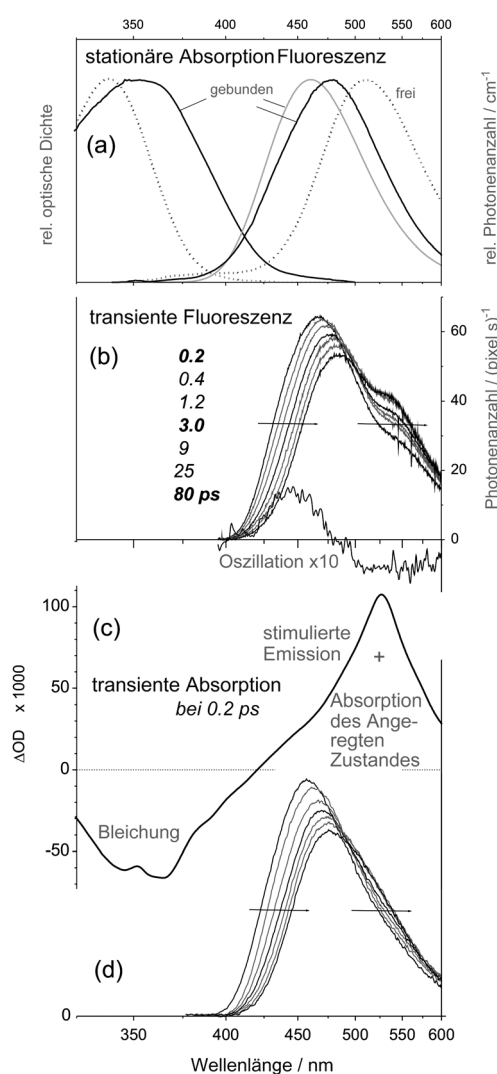 350 400 450 500 550 600
stationäre Absorption Fluoreszenz
gebunden
frei
(a)
rel. optische Dichte
rel. Photonenanzahl / cm⁻¹
transiente Fluoreszenz
(b)
0.2
0.4
1.2
3.0
9
25
80 ps
60
40
20
0
Photonenanzahl / (pixel s)⁻¹
Oszillation x10
(c)
stimulierte
Emission
+
Absorption
des Ange-
regten
Zustandes
transiente Absorption
bei 0.2 ps
Bleichung
100
50
0
-50
ΔOD x 1000
(d)
0
350 400 450 500 550 600
Wellenlänge / nm